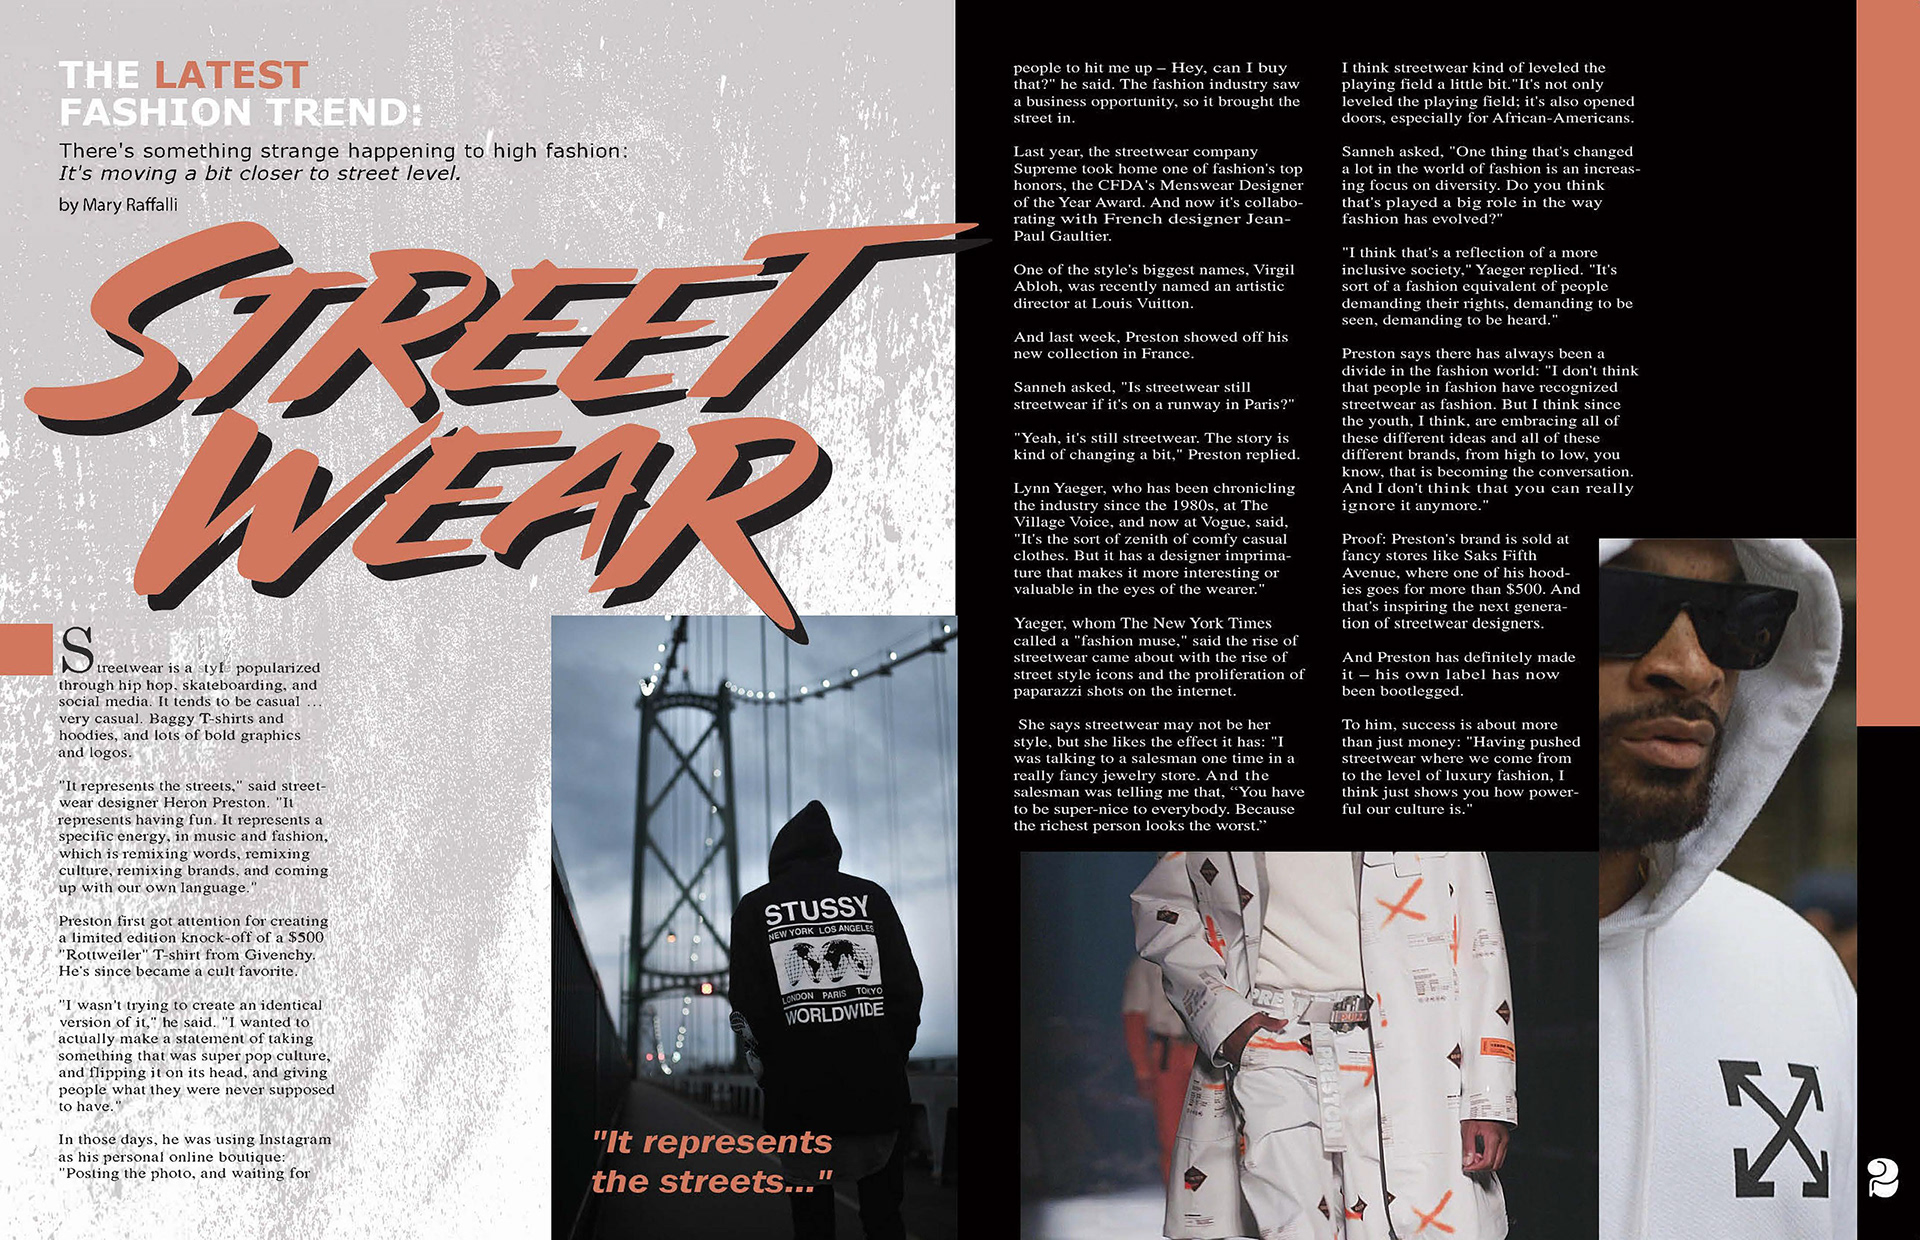 THE LATEST
FASHION TREND:
There's something strange happening to high fashion:
It's moving a bit closer to street level.
by Mary Raffalli
STREET
WEAR
Streetwear is a tyl popularized
through hip hop, skateboarding, and
social media. It tends to be casual ...
very casual. Baggy T-shirts and
hoodies, and lots of bold graphics
and logos.
"It represents the streets," said street-
wear designer Heron Preston. "It
represents having fun. It represents a
specific energy, in music and fashion,
which is remixing words, remixing
culture, remixing brands, and coming
up with our own language."
Preston first got attention for creating
a limited edition knock-off of a $500
"Rottweiler" T-shirt from Givenchy.
He's since became a cult favorite.
"I wasn't trying to create an identical
version of it," he said. "I wanted to
actually make a statement of taking
something that was super pop culture,
and flipping it on its head, and giving
people what they were never supposed
to have."
In those days, he was using Instagram
as his personal online boutique:
"Posting the photo, and waiting for
STUSSY
NEW YORK LOS ANGELES
LONDON PARIS TOKYO
WORLDWIDE
"It represents
the streets..."
people to hit me up – Hey, can I buy
that?" he said. The fashion industry saw
a business opportunity, so it brought the
street in.
Last year, the streetwear company
Supreme took home one of fashion's top
honors, the CFDA's Menswear Designer
of the Year Award. And now it's collabo-
rating with French designer Jean-
Paul Gaultier.
One of the style's biggest names, Virgil
Abloh, was recently named an artistic
director at Louis Vuitton.
And last week, Preston showed off his
new collection in France.
Sanneh asked, "Is streetwear still
streetwear if it's on a runway in Paris?"
"Yeah, it's still streetwear. The story is
kind of changing a bit," Preston replied.
Lynn Yaeger, who has been chronicling
the industry since the 1980s, at The
Village Voice, and now at Vogue, said,
"It's the sort of zenith of comfy casual
clothes. But it has a designer imprima-
ture that makes it more interesting or
valuable in the eyes of the wearer."
Yaeger, whom The New York Times
called a "fashion muse," said the rise of
streetwear came about with the rise of
street style icons and the proliferation of
paparazzi shots on the internet.
She says streetwear may not be her
style, but she likes the effect it has: "I
was talking to a salesman one time in a
really fancy jewelry store. And the
salesman was telling me that, “You have
to be super-nice to everybody. Because
the richest person looks the worst.”
I think streetwear kind of leveled the
playing field a little bit."It's not only
leveled the playing field; it's also opened
doors, especially for African-Americans.
Sanneh asked, "One thing that's changed
a lot in the world of fashion is an increas-
ing focus on diversity. Do you think
that's played a big role in the way
fashion has evolved?"
"I think that's a reflection of a more
inclusive society," Yaeger replied. "It's
sort of a fashion equivalent of people
demanding their rights, demanding to be
seen, demanding to be heard."
Preston says there has always been a
divide in the fashion world: "I don't think
that people in fashion have recognized
streetwear as fashion. But I think since
the youth, I think, are embracing all of
these different ideas and all of these
different brands, from high to low, you
know, that is becoming the conversation.
And I don't think that you can really
ignore it anymore."
Proof: Preston's brand is sold at
fancy stores like Saks Fifth
Avenue, where one of his hood-
ies goes for more than $500. And
that's inspiring the next genera-
tion of streetwear designers.
And Preston has definitely made
it – his own label has now
been bootlegged.
To him, success is about more
than just money: "Having pushed
streetwear where we come from
to the level of luxury fashion, I
think just shows you how power-
ful our culture is."
2